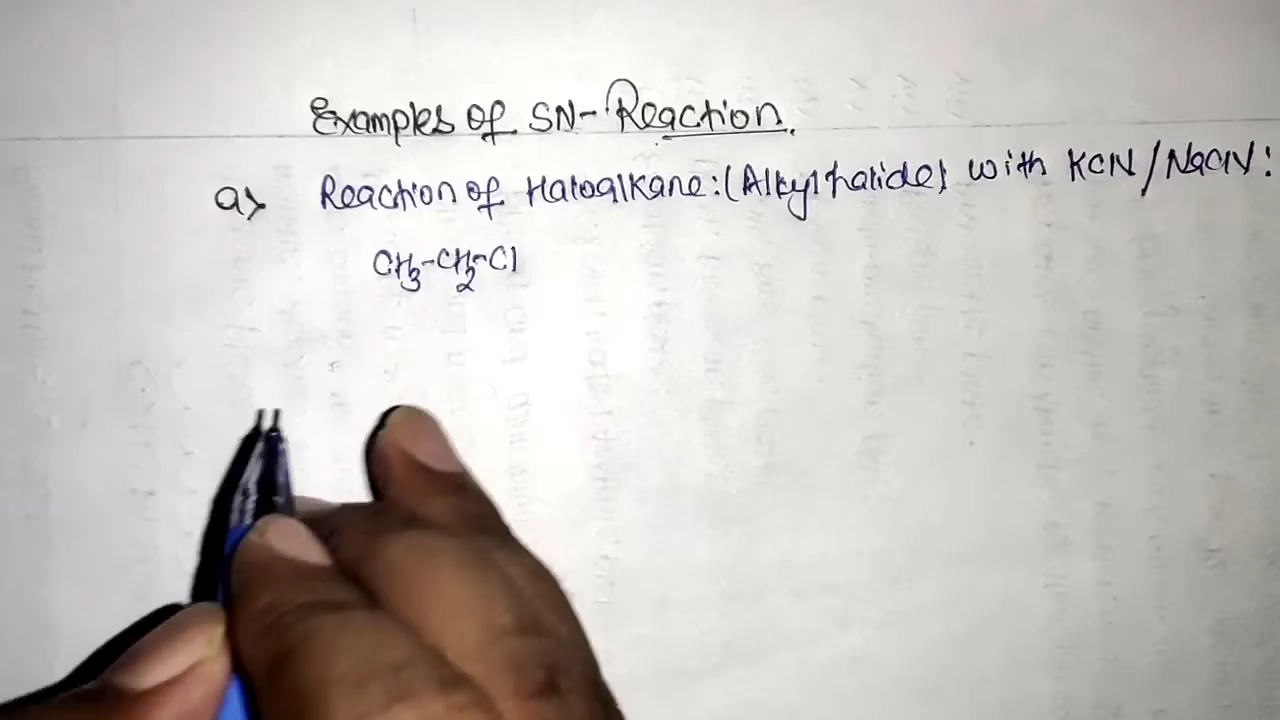 Examples of SN-Reaction.
a> Reaction of Haloalkane:(Alkyl halide) with KCN/NaCN:
CH3-CH2-Cl